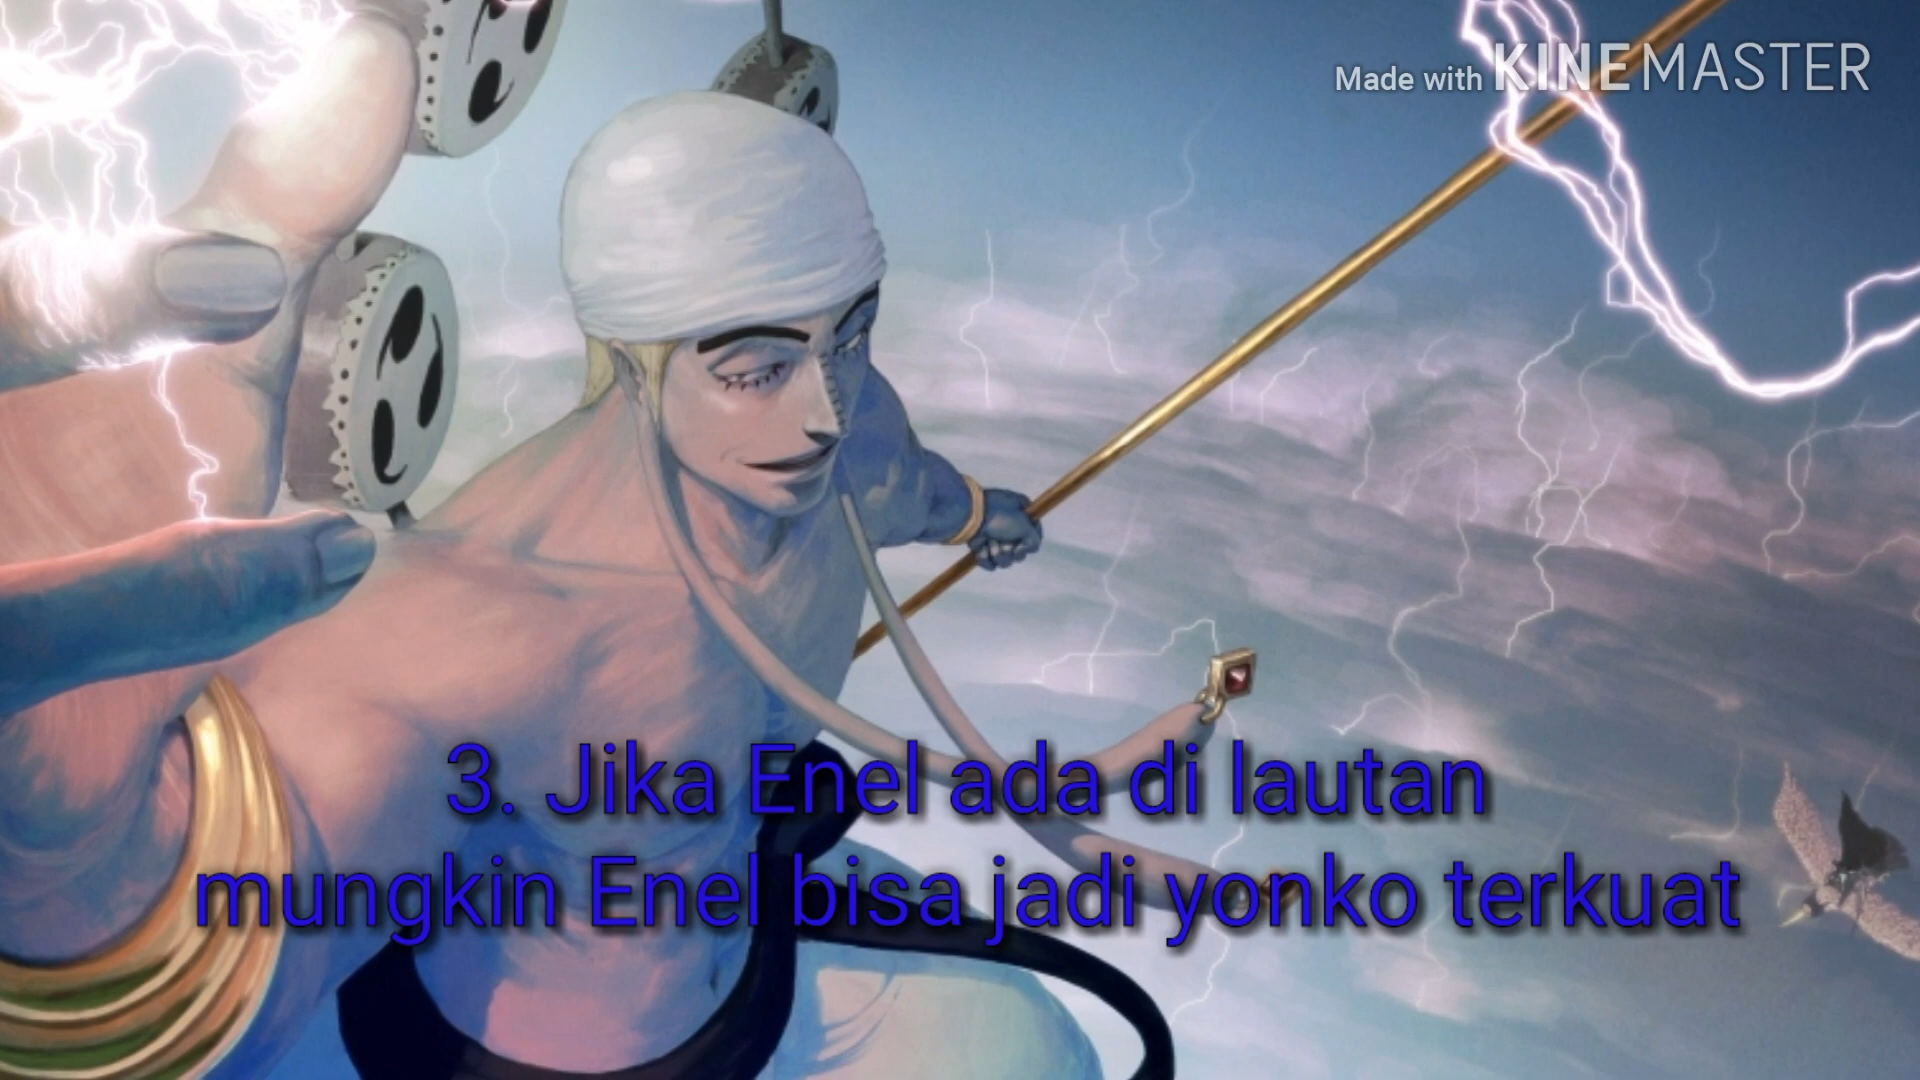 Made with KINEMASTER
3. Jika Enel ada di lautan
mungkin Enel bisa jadi yonko terkuat